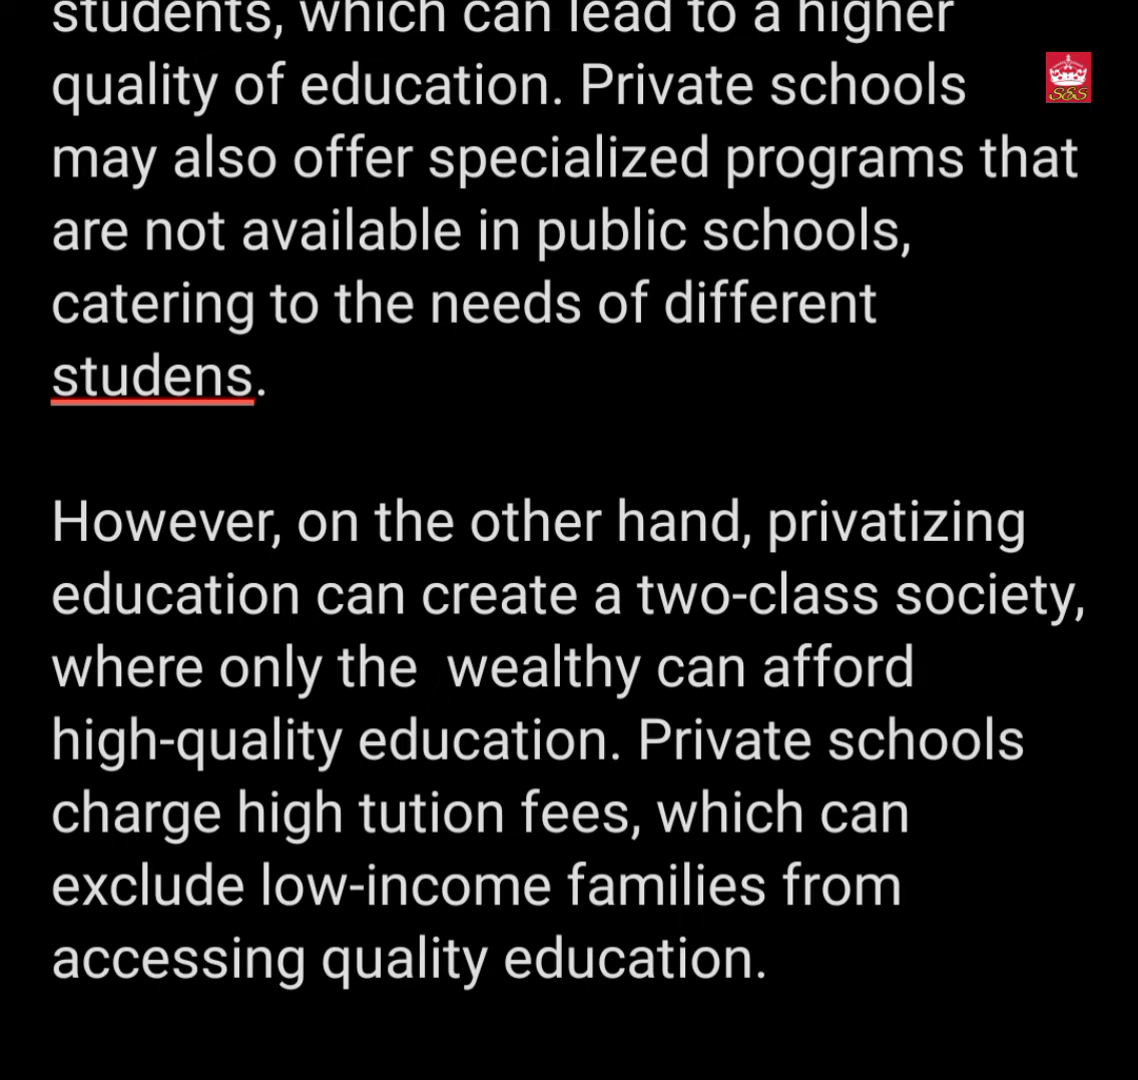 students, which can lead to a higher
quality of education. Private schools
S&S
may also offer specialized programs that
are not available in public schools,
catering to the needs of different
studens.
However, on the other hand, privatizing
education can create a two-class society,
where only the  wealthy can afford
high-quality education. Private schools
charge high tution fees, which can
exclude low-income families from
accessing quality education.